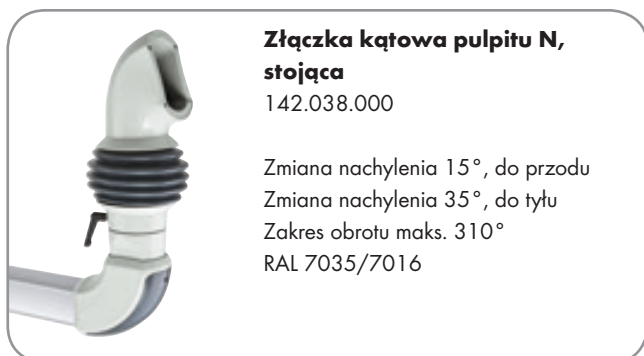 Złączka kątowa pulpitu N,
stojąca
142.038.000
Zmiana nachylenia 15°, do przodu
Zmiana nachylenia 35°, do tyłu
Zakres obrotu maks. 310°
RAL 7035/7016